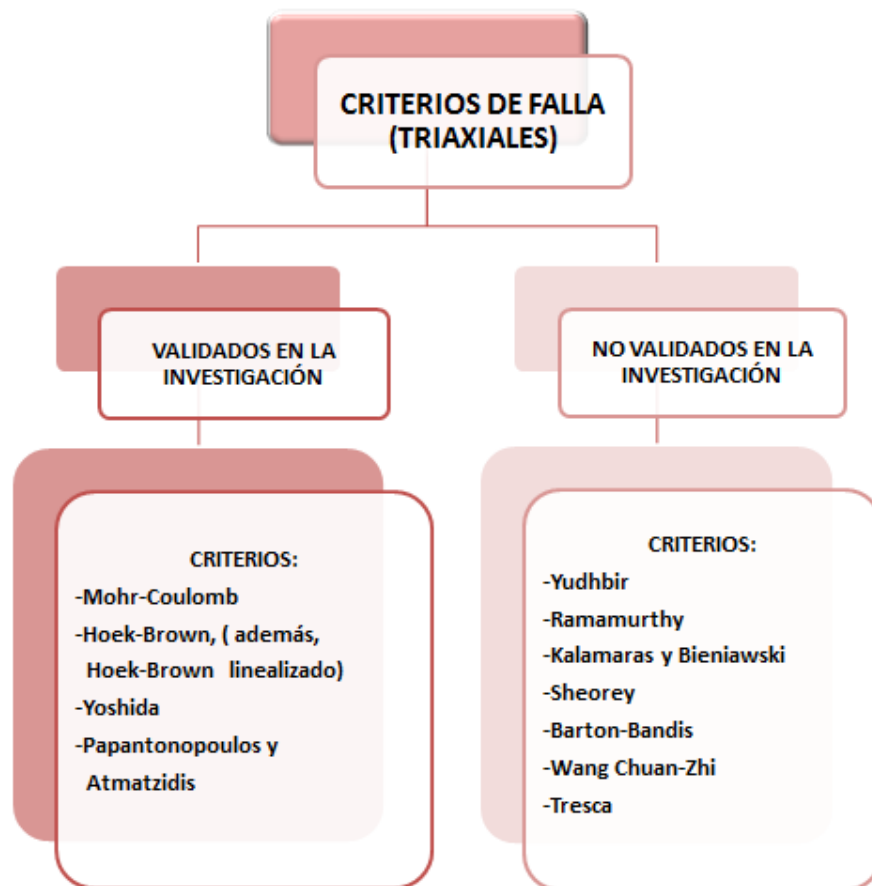 CRITERIOS DE FALLA
(TRIAXIALES)
VALIDADOS EN LA
INVESTIGACIÓN
CRITERIOS:
-Mohr-Coulomb
-Hoek-Brown, ( además,
Hoek-Brown linealizado)
-Yoshida
-Papantonopoulos y
Atmatzidis
NO VALIDADOS EN LA
INVESTIGACIÓN
CRITERIOS:
-Yudhbir
-Ramamurthy
-Kalamaras y Bieniawski
-Sheorey
-Barton-Bandis
-Wang Chuan-Zhi
-Tresca